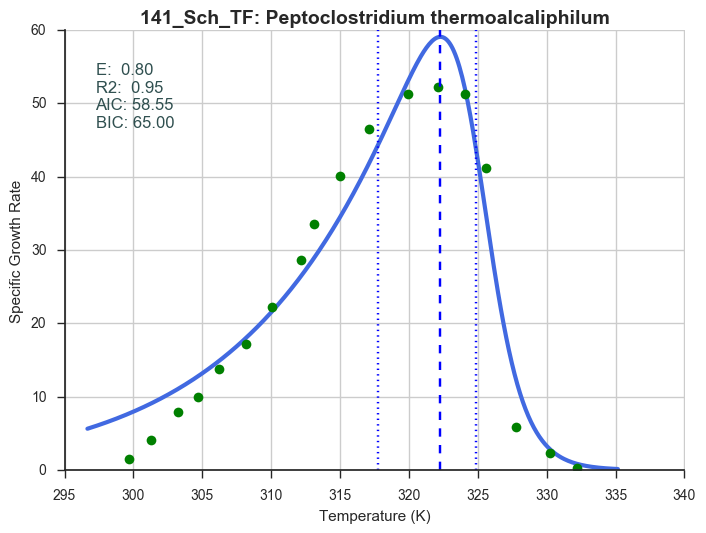 141_Sch_TF: Peptoclostridium thermoalcaliphilum
E:  0.80
R2:  0.95
AIC: 58.55
BIC: 65.00
Specific Growth Rate
60
50
40
30
20
10
0
295 300 305 310 315 320 325 330 335 340
Temperature (K)